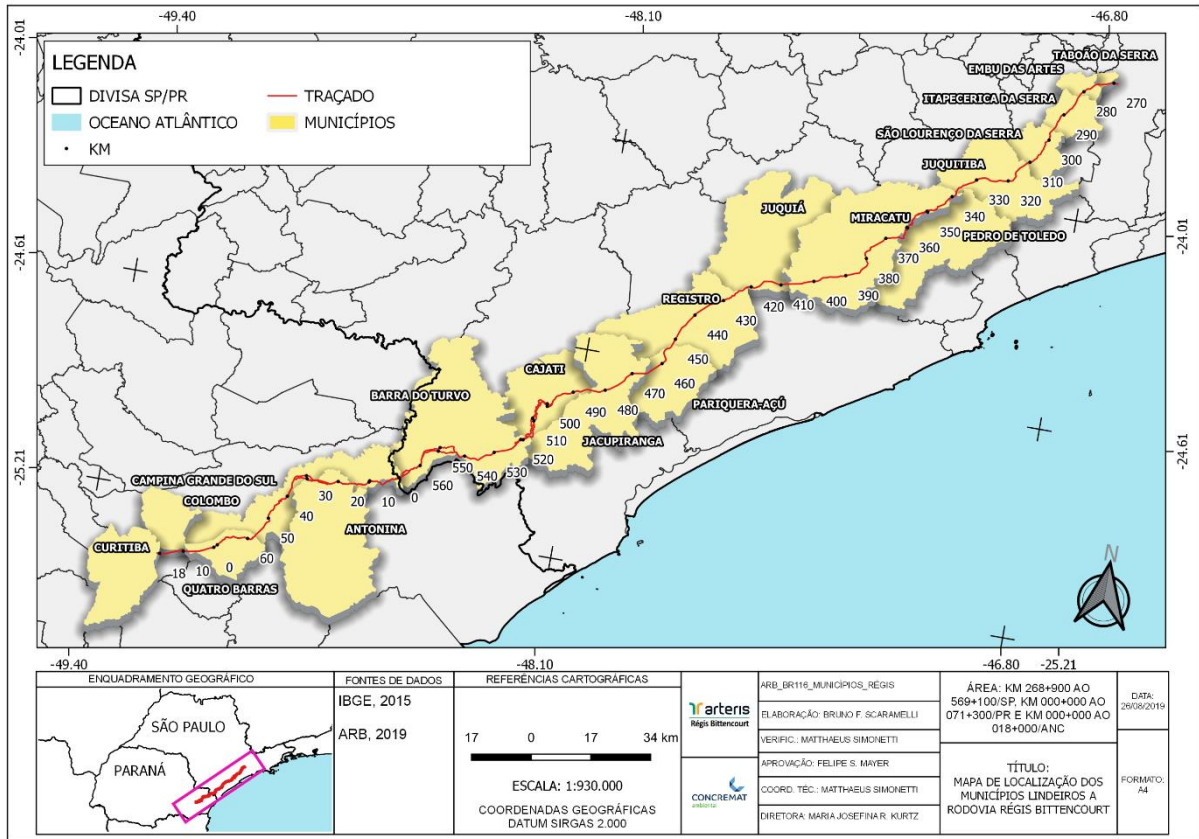 -49.40
-48.10
-46.80
-24.01
LEGENDA
DIVISA SP/PR
TRAÇADO
OCEANO ATLÂNTICO
MUNICÍPIOS
KM
TABOÃO DA SERRA
EMBU DAS ARTES
270
ITAPECERICA DA SERRA
280
290
SÃO LOURENÇO DA SERRA
300
JUQUITIBA
310
330
320
JUQUIÁ
MIRACATU
340
350
PEDRO DE TOLEDO
-24.01
-24.61
360
370
380
390
400
410
420
REGISTRO
430
440
450
CAJATI
460
BARRA DO TURVO
470
PARIQUERA-AÇÚ
490
480
500
JACUPIRANGA
510
520
-24.61
-25.21
530
550
540
560
CAMPINA GRANDE DO SUL
COLOMBO
30
20
10
0
40
ANTONINA
50
CURITIBA
60
18
10
0
QUATRO BARRAS
N
-49.40
-48.10
-46.80
-25.21
ENQUADRAMENTO GEOGRÁFICO
SÃO PAULO
PARANÁ
FONTES DE DADOS
IBGE, 2015
ARB, 2019
REFERÊNCIAS CARTOGRÁFICAS
17 0 17 34 km
ESCALA: 1:930.000
COORDENADAS GEOGRÁFICAS
DATUM SIRGAS 2.000
arteris
Régis Bittencourt
CONCREMAT
ambiental
ARB_BR116_MUNICÍPIOS_RÉGIS
ELABORAÇÃO: BRUNO F. SCARAMELLI
VERIFIC.: MATTHAEUS SIMONETTI
APROVAÇÃO: FELIPE S. MAYER
COORD. TÉC.: MATTHAEUS SIMONETTI
DIRETORA: MARIA JOSEFINA R. KURTZ
ÁREA: KM 268+900 AO
569+100/SP, KM 000+000 AO
071+300/PR E KM 000+000 AO
018+000/ANC
TÍTULO:
MAPA DE LOCALIZAÇÃO DOS
MUNICÍPIOS LINDEIROS A
RODOVIA RÉGIS BITTENCOURT
DATA:
26/08/2019
FORMATO:
A4